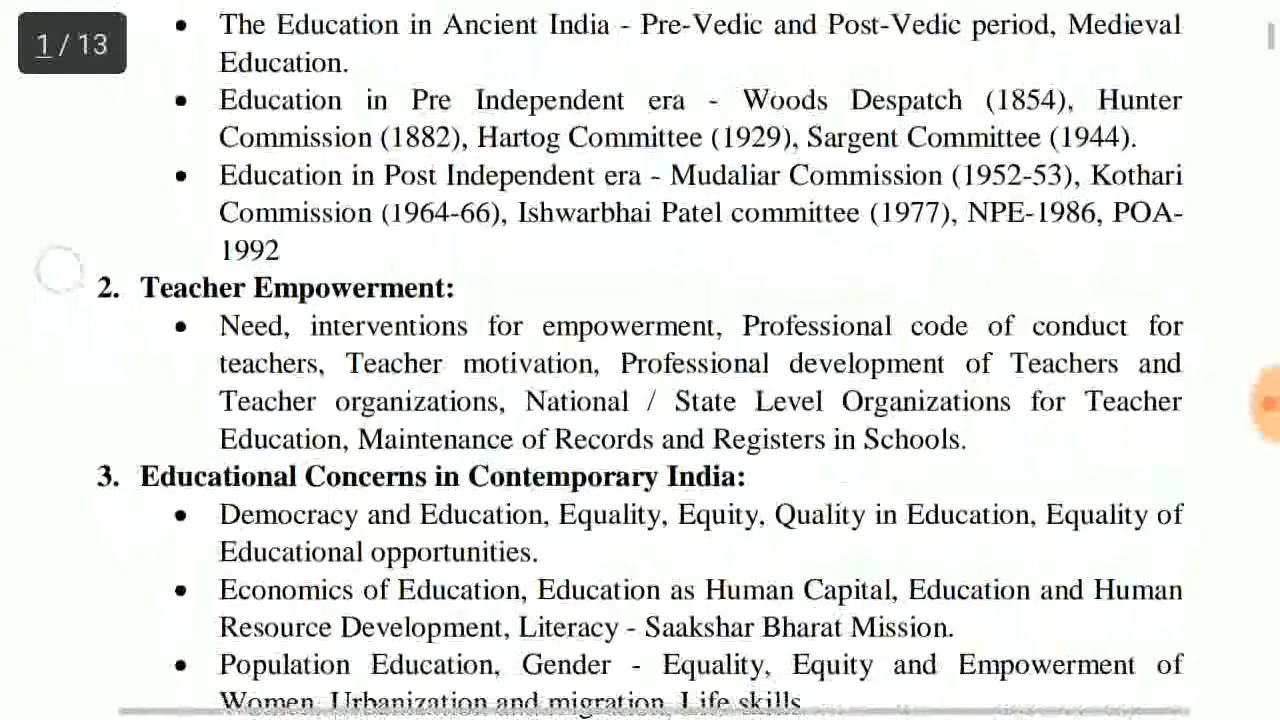 1 / 13
• The Education in Ancient India - Pre-Vedic and Post-Vedic period, Medieval
Education.
• Education in Pre Independent era - Woods Despatch (1854), Hunter
Commission (1882), Hartog Committee (1929), Sargent Committee (1944).
• Education in Post Independent era - Mudaliar Commission (1952-53), Kothari
Commission (1964-66), Ishwarbhai Patel committee (1977), NPE-1986, POA-
1992
2. Teacher Empowerment:
• Need, interventions for empowerment, Professional code of conduct for
teachers, Teacher motivation, Professional development of Teachers and
Teacher organizations, National / State Level Organizations for Teacher
Education, Maintenance of Records and Registers in Schools.
3. Educational Concerns in Contemporary India:
• Democracy and Education, Equality, Equity, Quality in Education, Equality of
Educational opportunities.
• Economics of Education, Education as Human Capital, Education and Human
Resource Development, Literacy - Saakshar Bharat Mission.
• Population Education, Gender - Equality, Equity and Empowerment of
Women, Urbanization and migration, Life skills